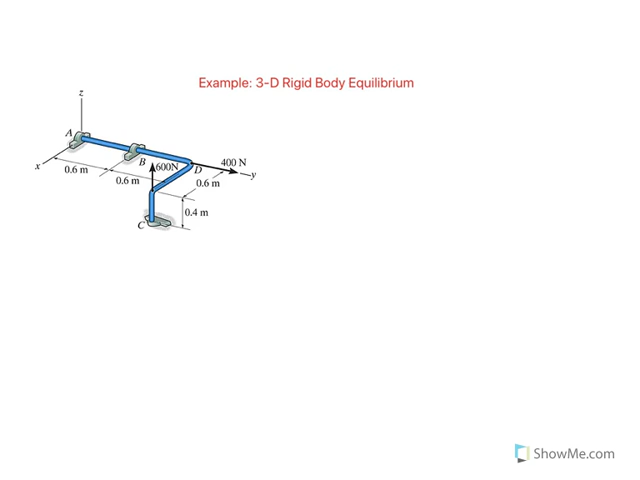 Example: 3-D Rigid Body Equilibrium
z
A
x
0.6 m
B
600N
D
400 N
y
0.6 m
0.6 m
0.4 m
C
ShowMe.com